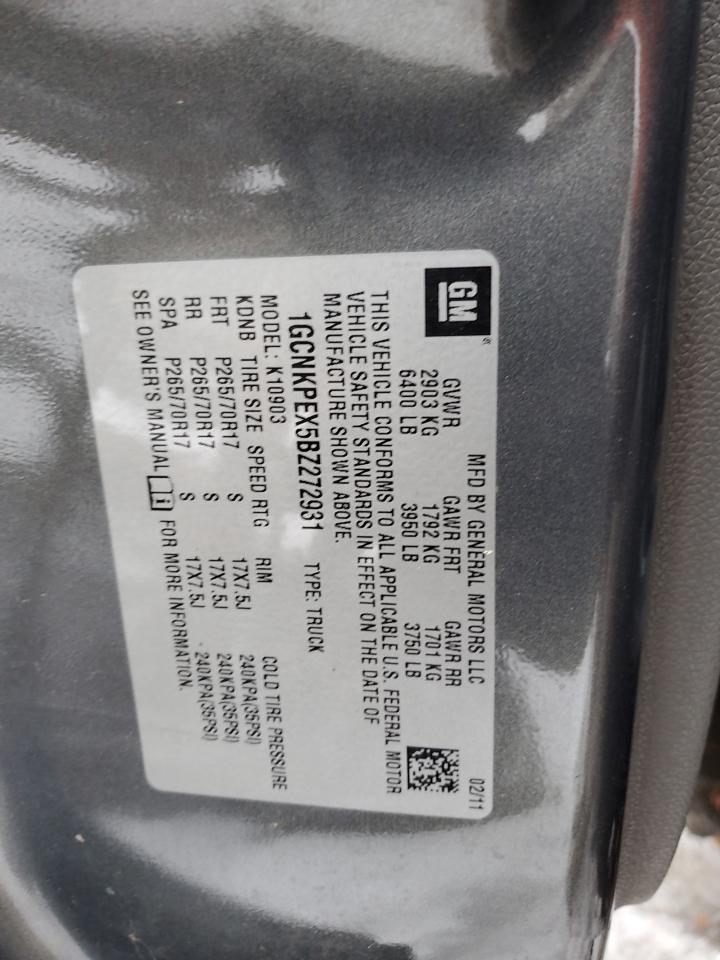 GM®
MFD BY GENERAL MOTORS LLC 02/11
GVWR GAWR FRT GAWR RR
2903 KG 1792 KG 1701 KG
6400 LB 3950 LB 3750 LB
THIS VEHICLE CONFORMS TO ALL APPLICABLE U.S. FEDERAL MOTOR
VEHICLE SAFETY STANDARDS IN EFFECT ON THE DATE OF
MANUFACTURE SHOWN ABOVE.
1GCNKPEX5BZ272931 TYPE: TRUCK
MODEL: K10903
KDNB TIRE SIZE SPEED RTG RIM COLD TIRE PRESSURE
FRT P265/70R17 S 17X7.5J 240KPA(35PSI)
RR P265/70R17 S 17X7.5J 240KPA(35PSI)
SPA P265/70R17 S 17X7.5J 240KPA(35PSI)
SEE OWNER'S MANUAL i FOR MORE INFORMATION.